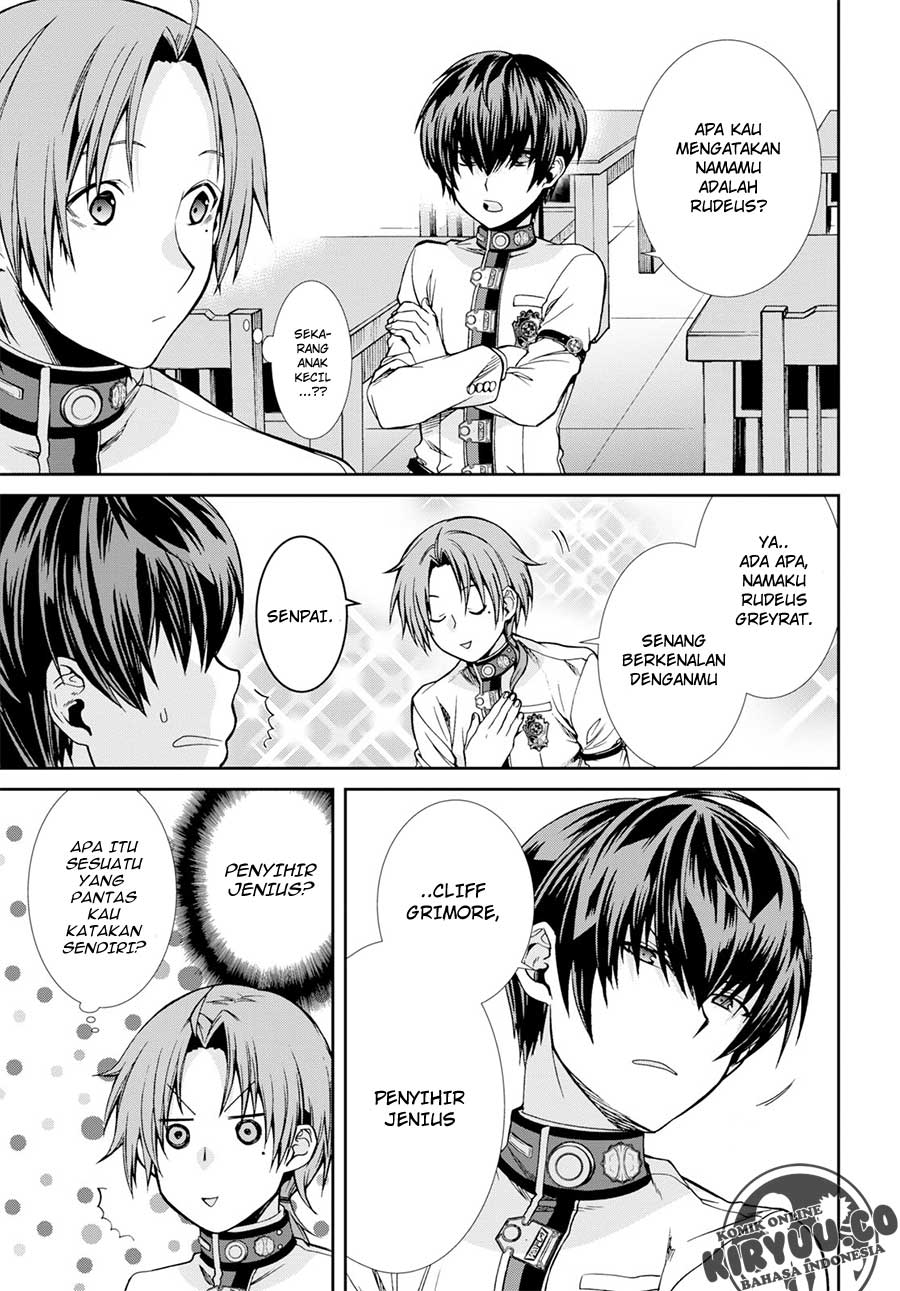 APA KAU
MENGATAKAN
NAMAMU
ADALAH
RUDEUS?
SEKA-
RANG
ANAK
KECIL
...??
YA..
ADA APA,
NAMAKU
RUDEUS
GREYRAT.
SENANG
BERKENALAN
DENGANMU
SENPAI.
..CLIFF
GRIMORE,
PENYIHIR
JENIUS
PENYIHIR
JENIUS?
APA ITU
SESUATU
YANG
PANTAS
KAU
KATAKAN
SENDIRI?
KOMIK ONLINE
KIRYUU.CO
BAHASA INDONESIA